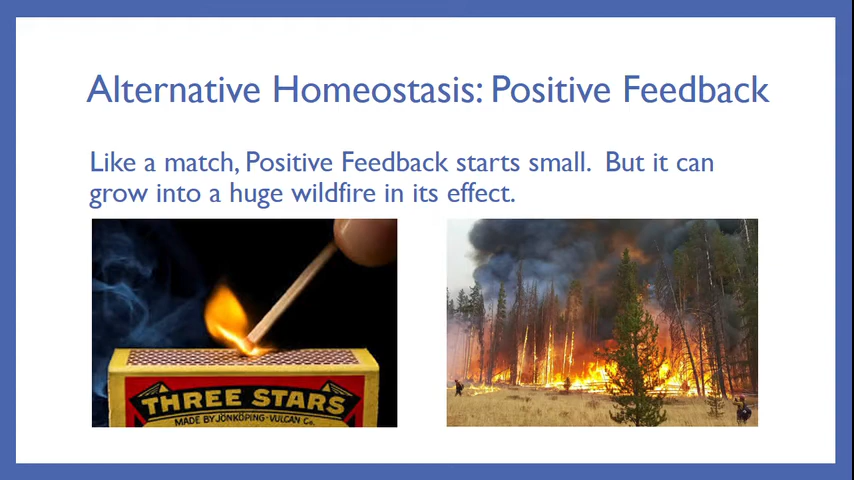 Alternative Homeostasis: Positive Feedback
Like a match, Positive Feedback starts small.  But it can
grow into a huge wildfire in its effect.
THREE STARS
MADE BY JÖNKÖPING-VULCAN Co.